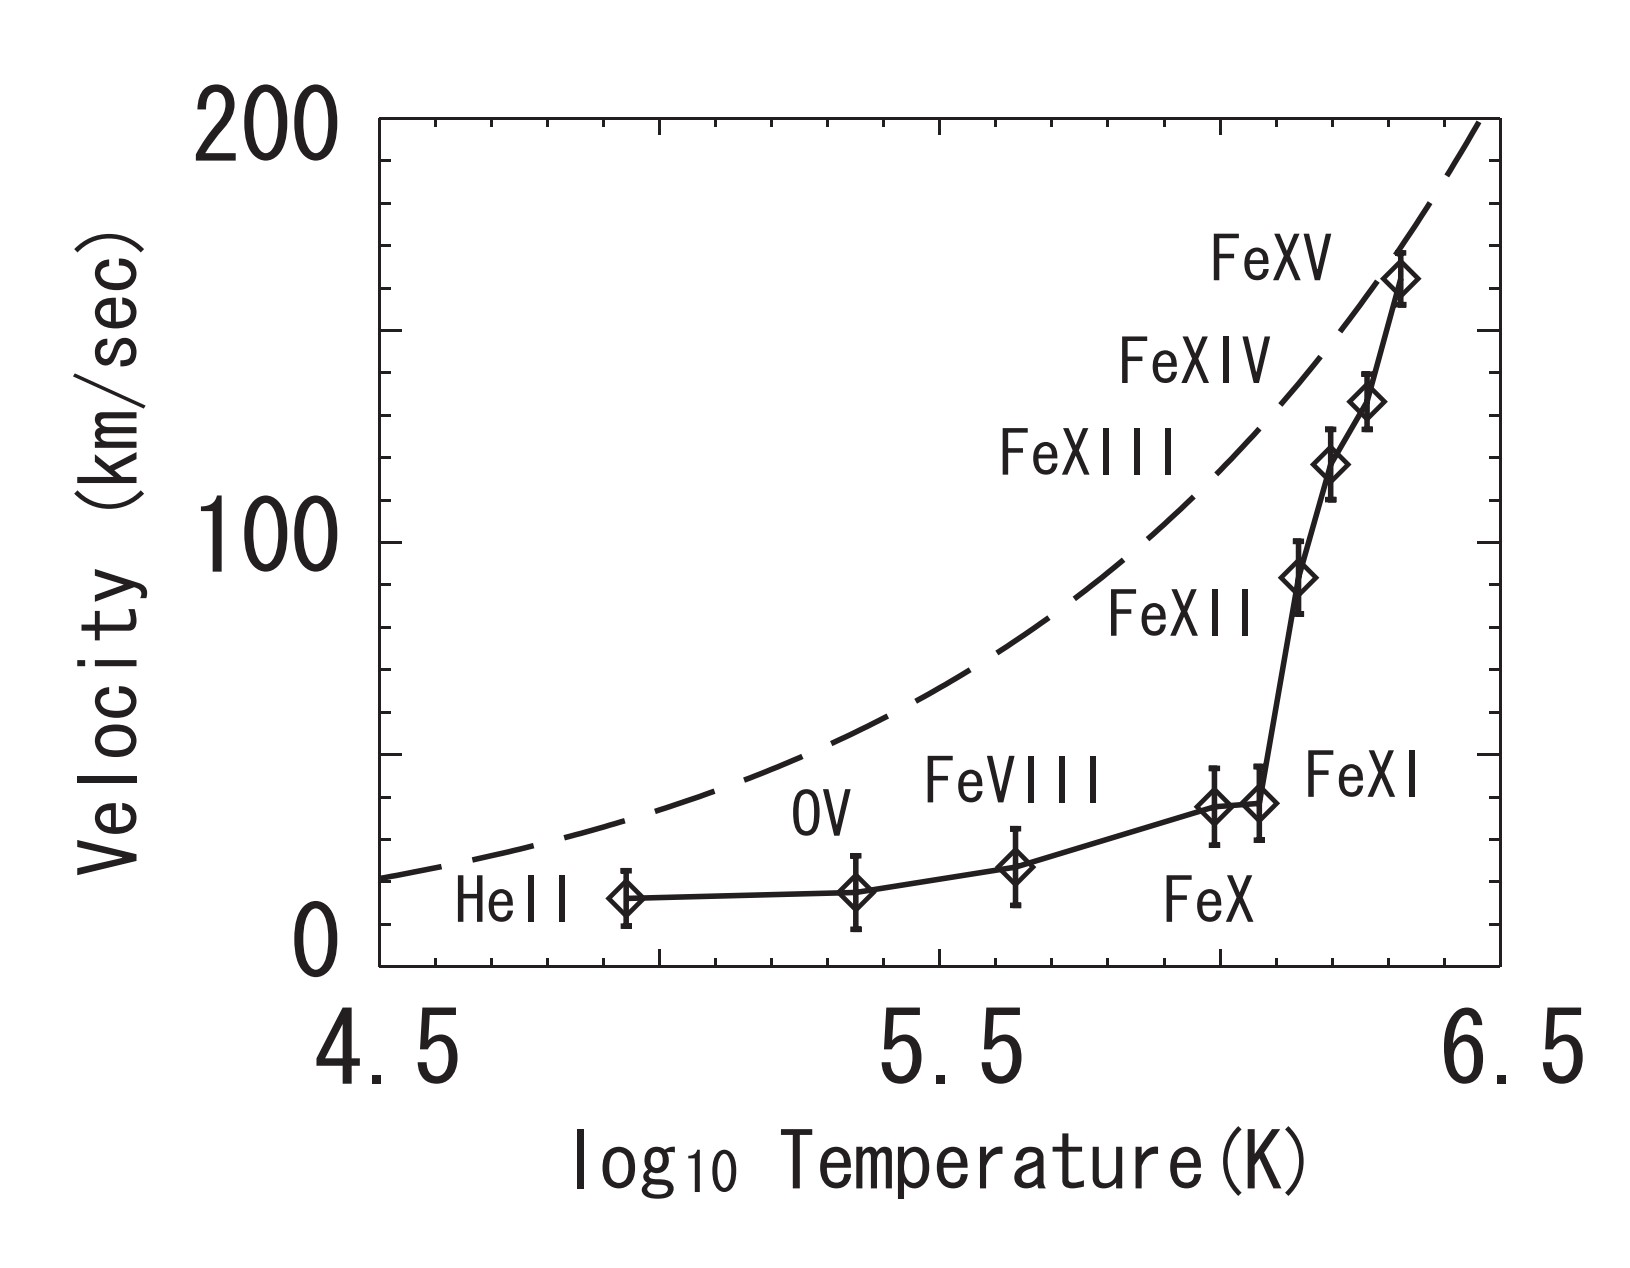 200
FeXV
FeXIV
FeXIII
100
FeXII
FeVIII
FeXI
OV
HeII
FeX
0
4.5
5.5
6.5
Velocity (km/sec)
log10 Temperature(K)